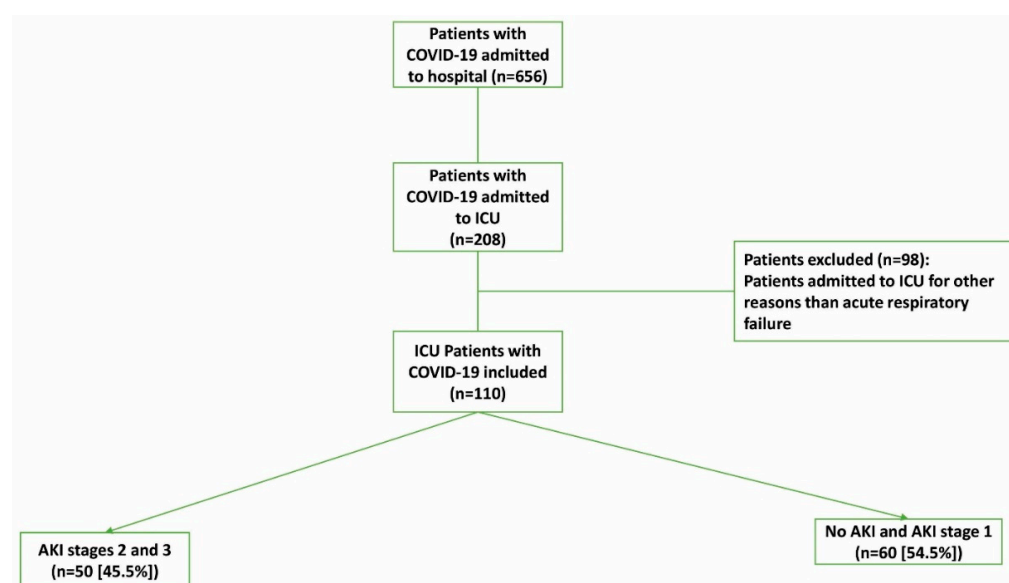 Patients with
COVID-19 admitted
to hospital (n=656)
Patients with
COVID-19 admitted
to ICU
(n=208)
Patients excluded (n=98):
Patients admitted to ICU for other
reasons than acute respiratory
failure
ICU Patients with
COVID-19 included
(n=110)
AKI stages 2 and 3
(n=50 [45.5%])
No AKI and AKI stage 1
(n=60 [54.5%])